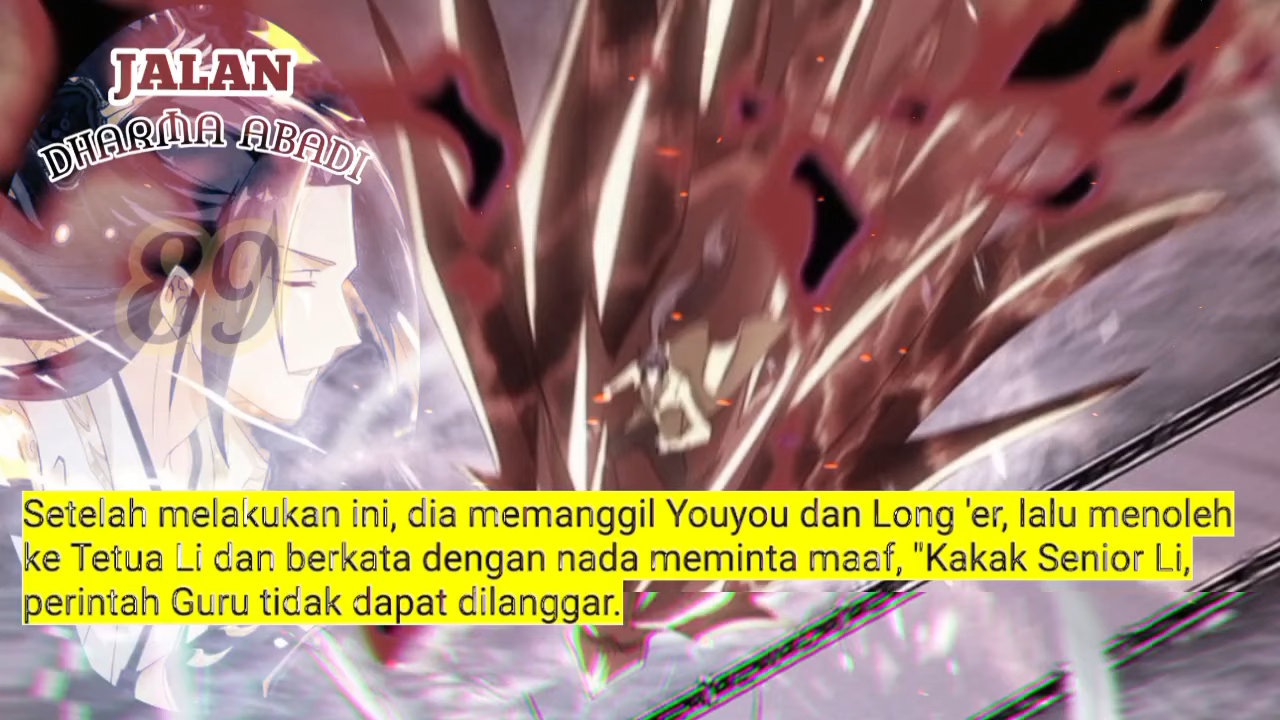 JALAN
DHARMA ABADI
89
Setelah melakukan ini, dia memanggil Youyou dan Long 'er, lalu menoleh
ke Tetua Li dan berkata dengan nada meminta maaf, "Kakak Senior Li,
perintah Guru tidak dapat dilanggar.